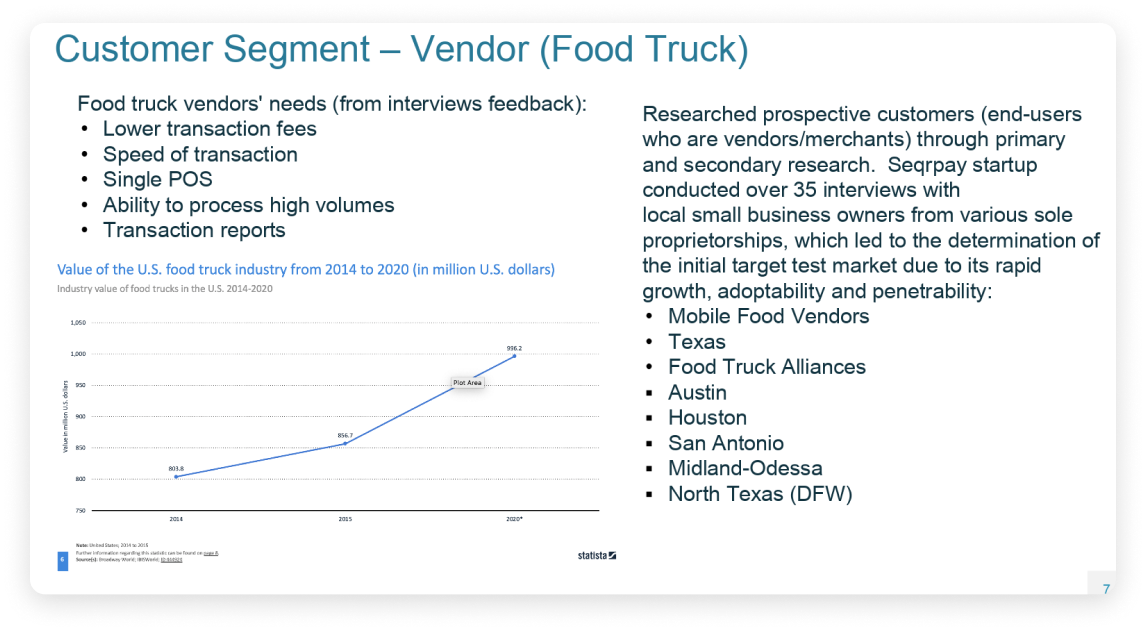 Customer Segment – Vendor (Food Truck)
Food truck vendors' needs (from interviews feedback):
• Lower transaction fees
• Speed of transaction
• Single POS
• Ability to process high volumes
• Transaction reports
Value of the U.S. food truck industry from 2014 to 2020 (in million U.S. dollars)
Industry value of food trucks in the U.S. 2014-2020
Value in million U.S. dollars
1,050
1,000
950
900
850
800
750
803.8
856.7
996.2
Plot Area
2014
2015
2020*
Note: United States; 2014 to 2015
Further information regarding this statistic can be found on page 8.
Source(s): Broadway World; IBISWorld;
6
statista
Researched prospective customers (end-users
who are vendors/merchants) through primary
and secondary research. Seqrpay startup
conducted over 35 interviews with
local small business owners from various sole
proprietorships, which led to the determination of
the initial target test market due to its rapid
growth, adoptability and penetrability:
• Mobile Food Vendors
• Texas
• Food Truck Alliances
▪ Austin
▪ Houston
▪ San Antonio
▪ Midland-Odessa
▪ North Texas (DFW)
7